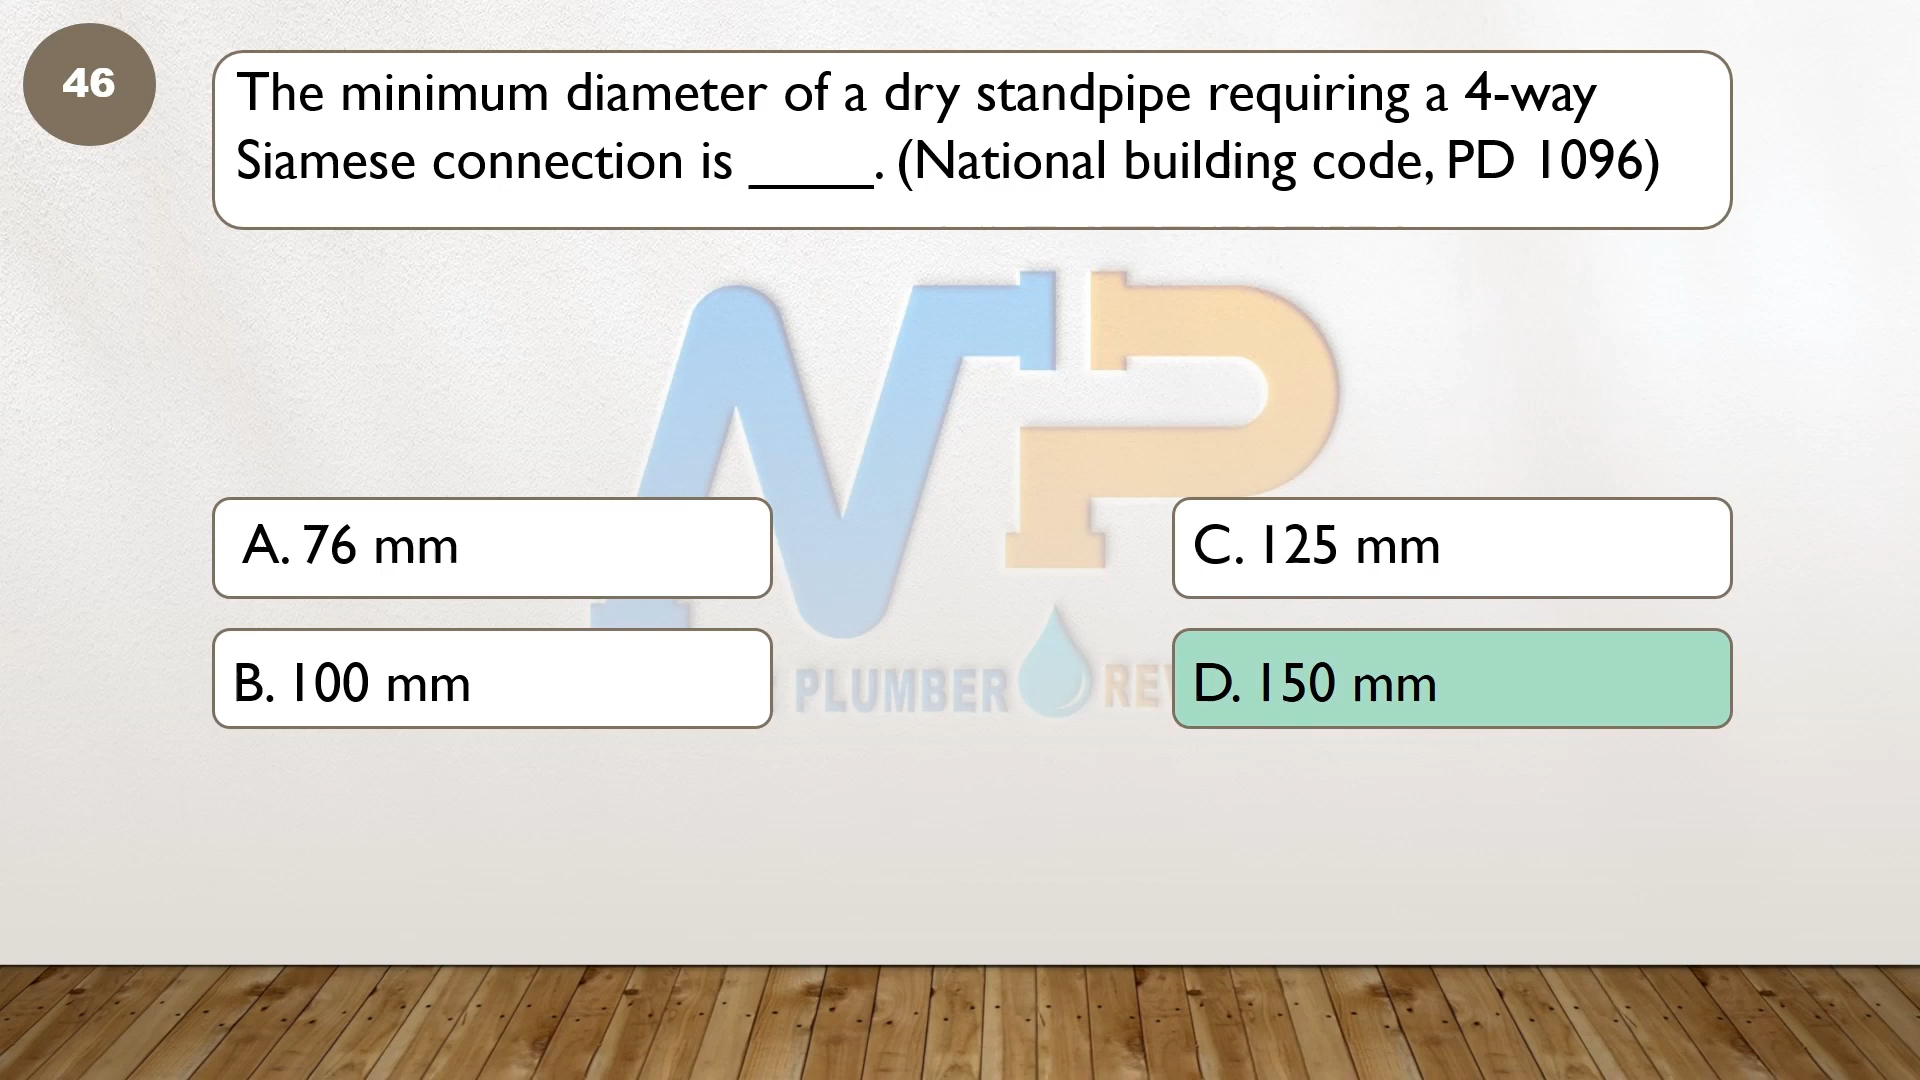 46
The minimum diameter of a dry standpipe requiring a 4-way
Siamese connection is ____. (National building code, PD 1096)
A. 76 mm
C. 125 mm
B. 100 mm
D. 150 mm
PLUMBER